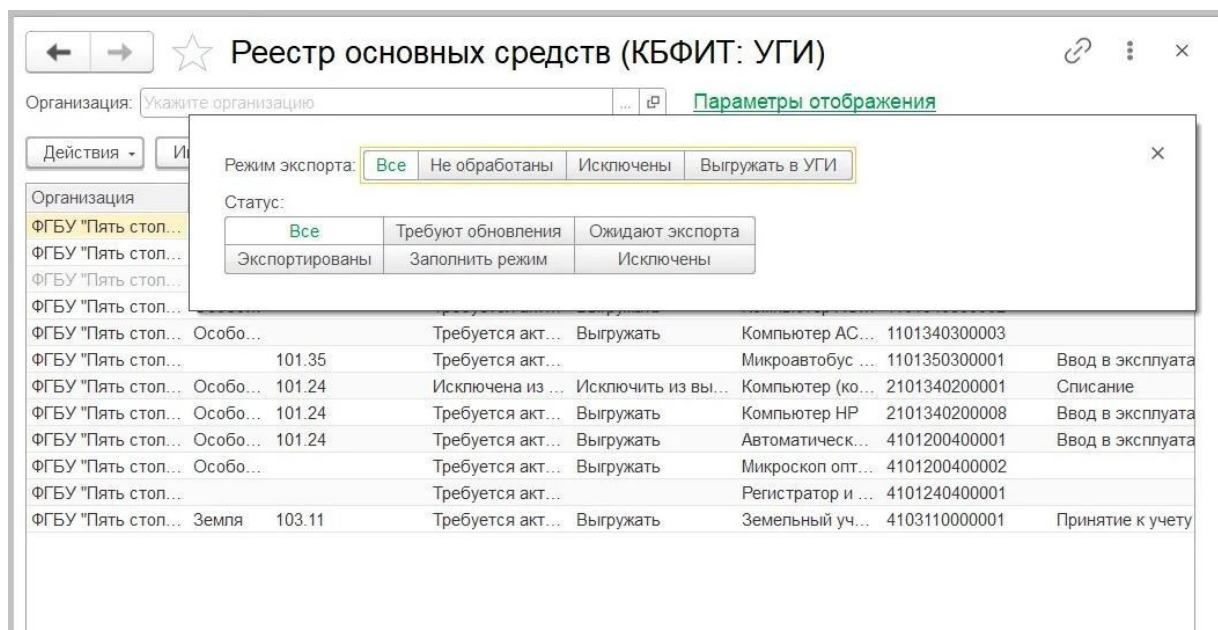 Реестр основных средств (КБФИТ: УГИ)
Организация: Укажите организацию ... Параметры отображения
Действия
Режим экспорта: Все Не обработаны Исключены Выгружать в УГИ
Организация
Статус:
ФГБУ "Пять стол... Все Требуют обновления Ожидают экспорта
ФГБУ "Пять стол... Экспортированы Заполнить режим Исключены
ФГБУ "Пять стол...
ФГБУ "Пять стол...
ФГБУ "Пять стол... Особо... Требуется акт... Выгружать Компьютер АС... 1101340300003
ФГБУ "Пять стол... 101.35 Требуется акт... Микроавтобус ... 1101350300001 Ввод в эксплуата
ФГБУ "Пять стол... Особо... 101.24 Исключена из ... Исключить из вы... Компьютер (ко... 2101340200001 Списание
ФГБУ "Пять стол... Особо... 101.24 Требуется акт... Выгружать Компьютер HP 2101340200008 Ввод в эксплуата
ФГБУ "Пять стол... Особо... 101.24 Требуется акт... Выгружать Автоматическ... 4101200400001 Ввод в эксплуата
ФГБУ "Пять стол... Особо... Требуется акт... Выгружать Микроскоп опт... 4101200400002
ФГБУ "Пять стол... Требуется акт... Регистратор и ... 4101240400001
ФГБУ "Пять стол... Земля 103.11 Требуется акт... Выгружать Земельный уч... 4103110000001 Принятие к учету